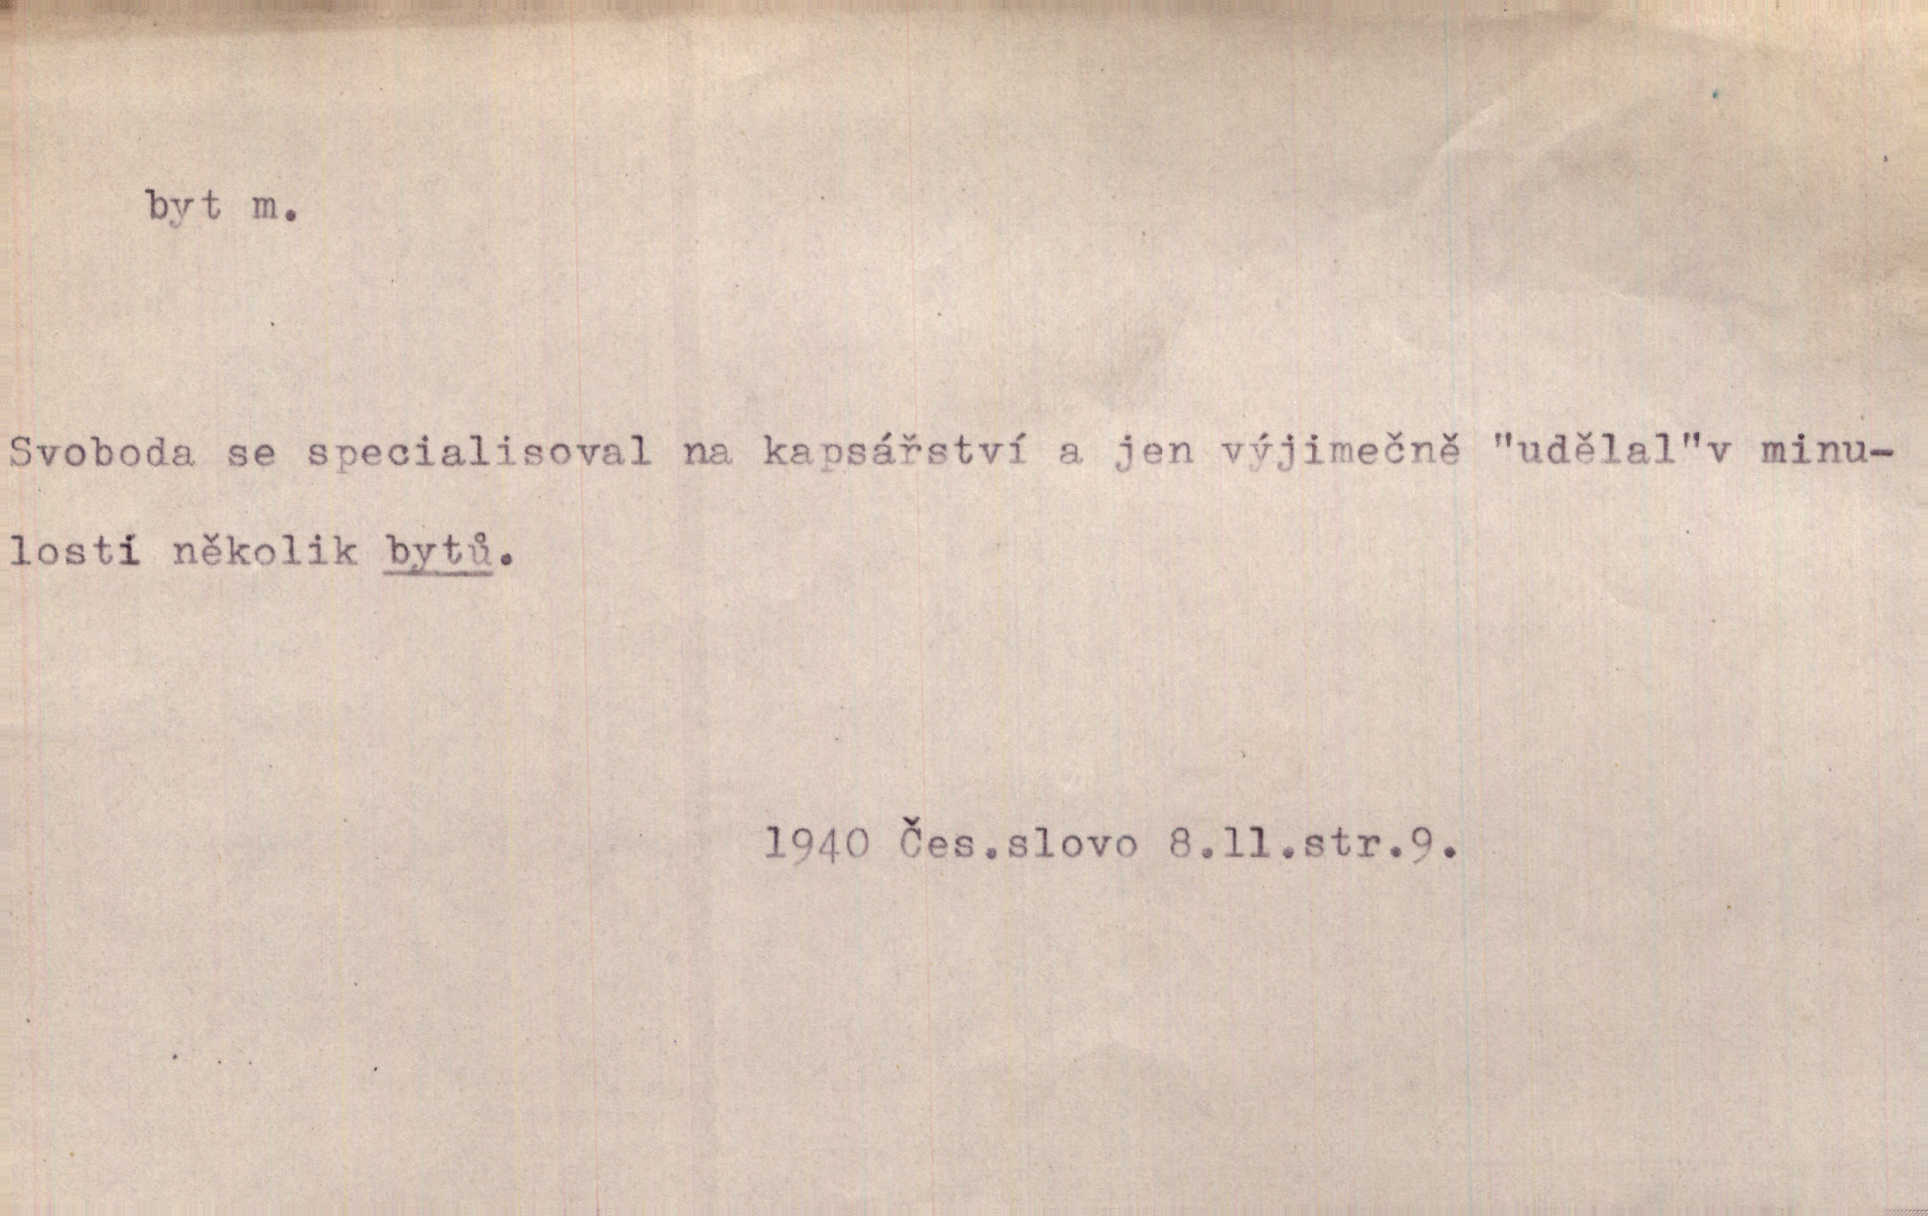 byt m.
Svoboda se specialisoval na kapsářství a jen výjimečně "udělal"v minu-
losti několik bytů.
1940 Čes.slovo 8.11.str.9.